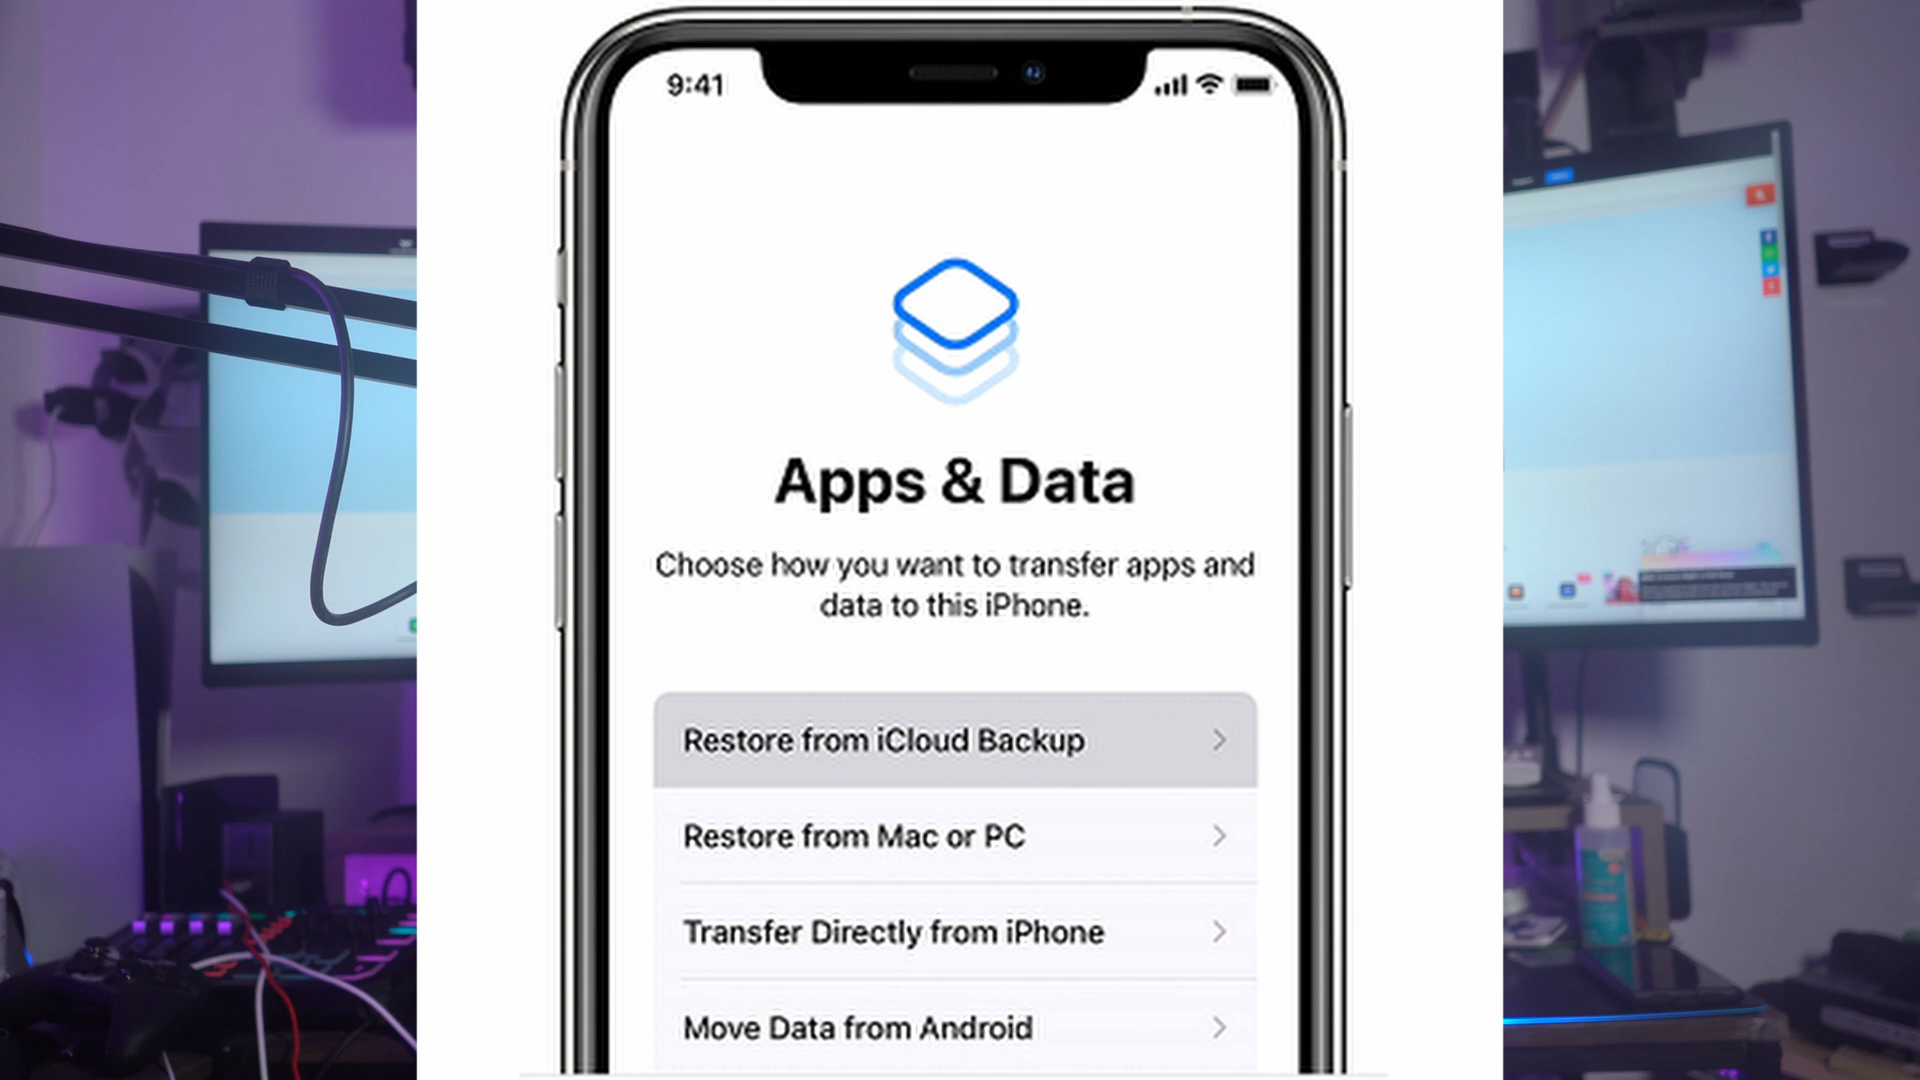 9:41
Apps & Data
Choose how you want to transfer apps and
data to this iPhone.
Restore from iCloud Backup
Restore from Mac or PC
Transfer Directly from iPhone
Move Data from Android